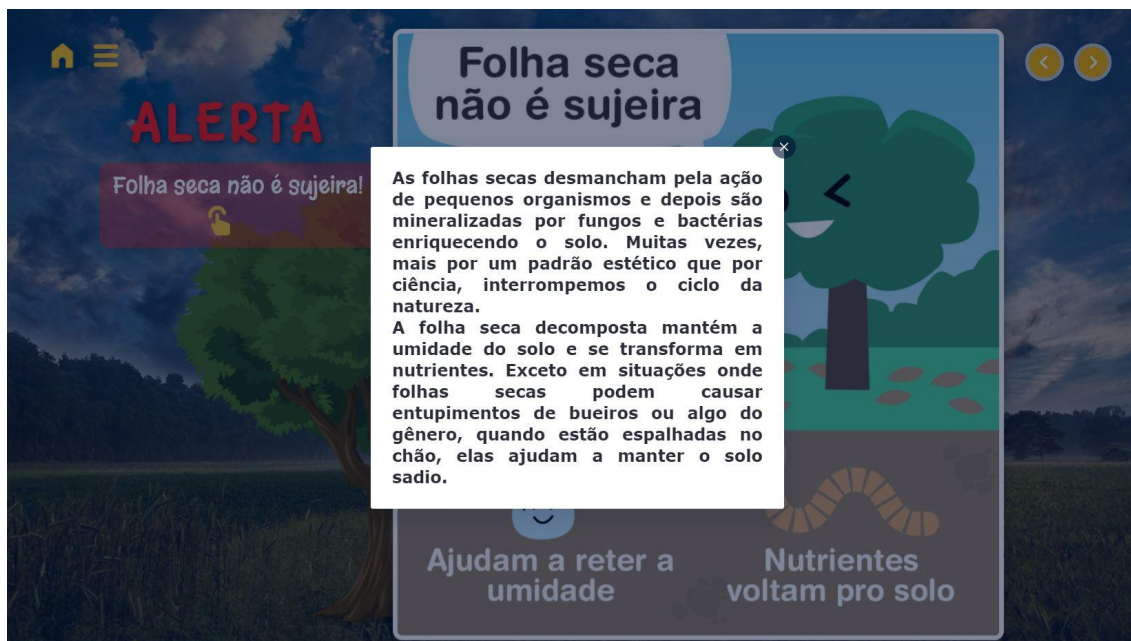 ALERTA
Folha seca não é sujeira!
Folha seca
não é sujeira
As folhas secas desmancham pela ação
de pequenos organismos e depois são
mineralizadas por fungos e bactérias
enriquecendo o solo. Muitas vezes,
mais por um padrão estético que por
ciência, interrompemos o ciclo da
natureza.
A folha seca decomposta mantém a
umidade do solo e se transforma em
nutrientes. Exceto em situações onde
folhas secas podem causar
entupimentos de bueiros ou algo do
gênero, quando estão espalhadas no
chão, elas ajudam a manter o solo
sadio.
Ajudam a reter a
umidade
Nutrientes
voltam pro solo